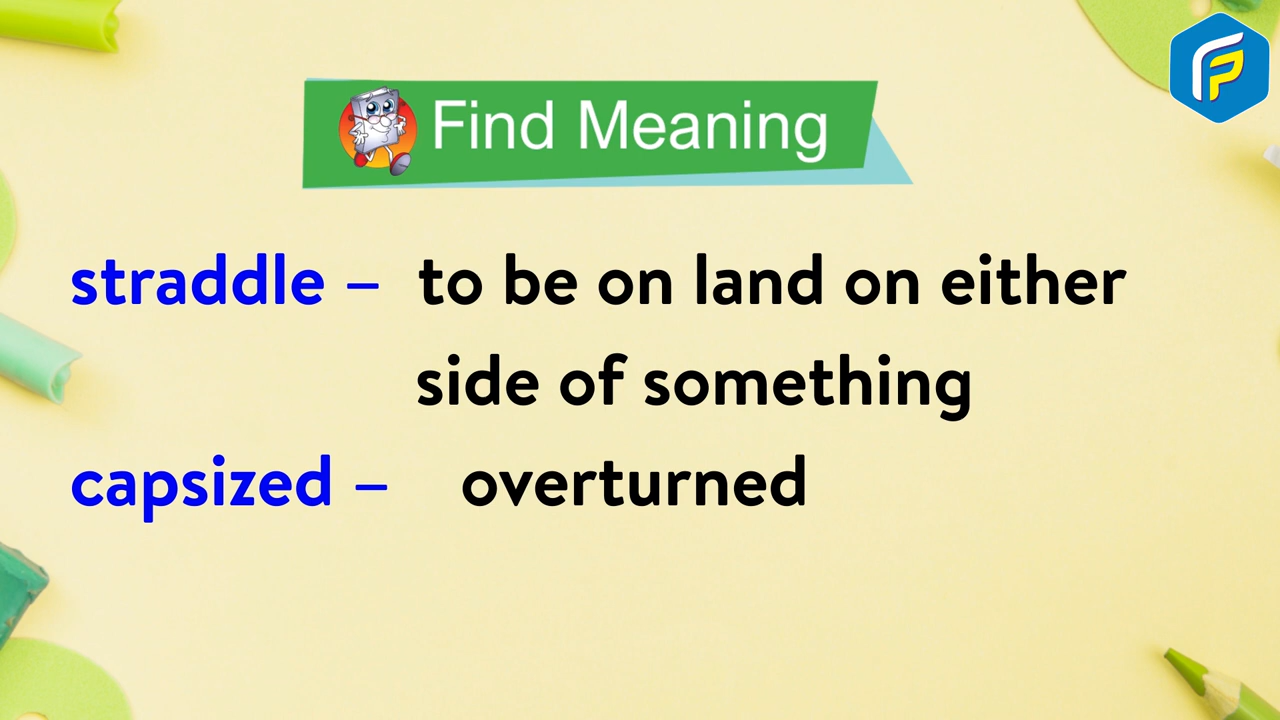 Find Meaning
straddle – to be on land on either
side of something
capsized – overturned